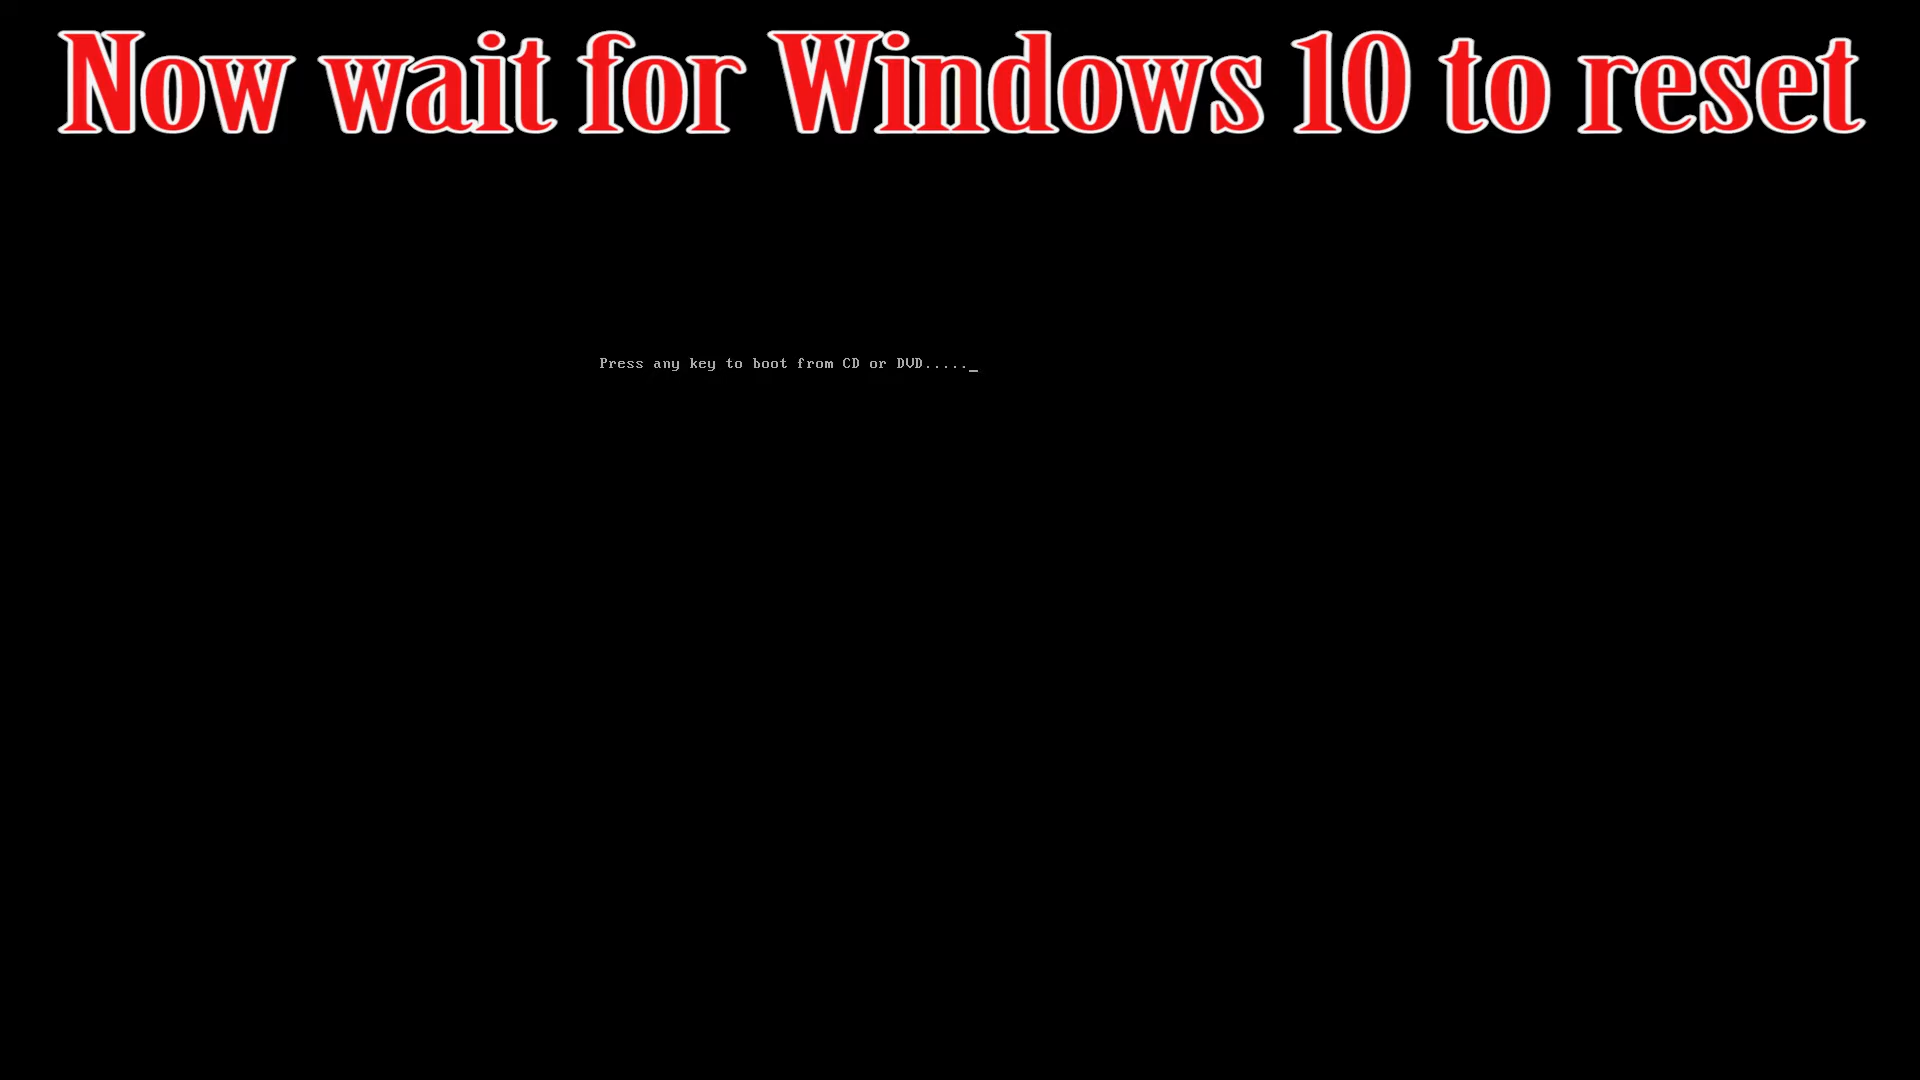 Now wait for Windows 10 to reset
Press any key to boot from CD or DVD....._